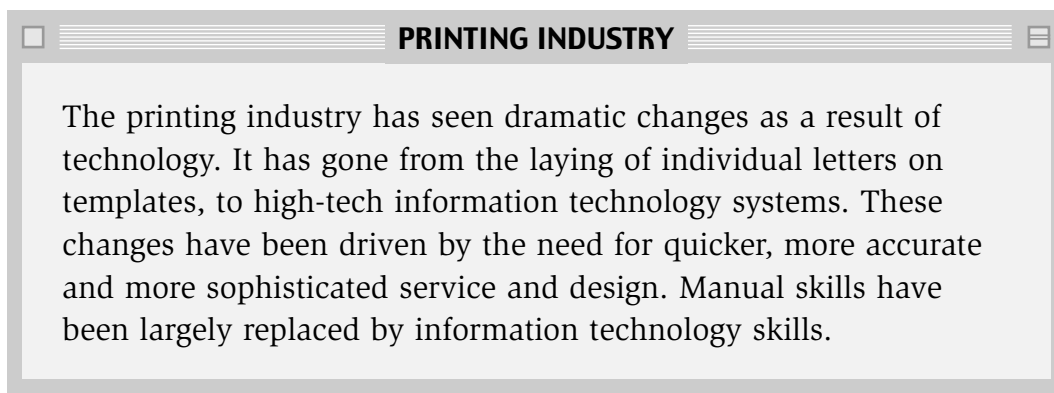 PRINTING INDUSTRY
The printing industry has seen dramatic changes as a result of
technology. It has gone from the laying of individual letters on
templates, to high-tech information technology systems. These
changes have been driven by the need for quicker, more accurate
and more sophisticated service and design. Manual skills have
been largely replaced by information technology skills.